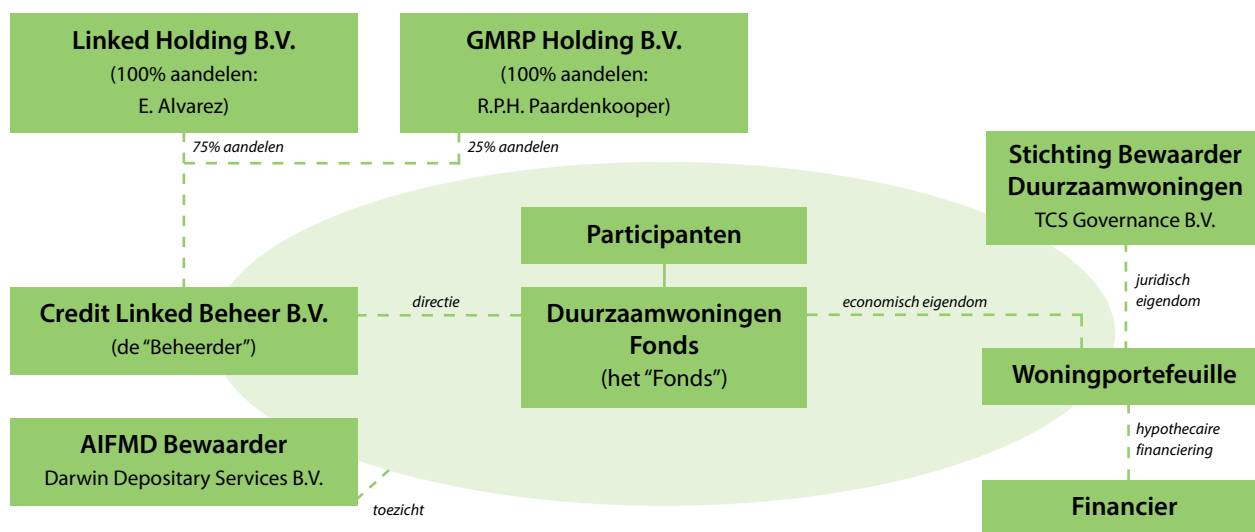 Linked Holding B.V.
(100% aandelen:
E. Alvarez)
GMRP Holding B.V.
(100% aandelen:
R.P.H. Paardenkooper)
75% aandelen
25% aandelen
Stichting Bewaarder
Duurzaamwoningen
TCS Governance B.V.
Participanten
juridisch
eigendom
Credit Linked Beheer B.V.
(de “Beheerder”)
directie
Duurzaamwoningen
Fonds
(het “Fonds”)
economisch eigendom
Woningportefeuille
AIFMD Bewaarder
Darwin Depositary Services B.V.
toezicht
hypothecaire
financiering
Financier